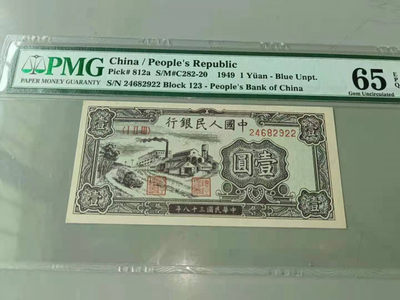 PMG
PAPER MONEY GUARANTY
China / People's Republic
Pick# 812a S/M#C282-20 1949 1 Yüan - Blue Unpt.
S/N 24682922 Block 123 - People's Bank of China
65 EPQ
Gem Uncirculated
行銀民人國中
24682922
圓壹
年八十三國民華中